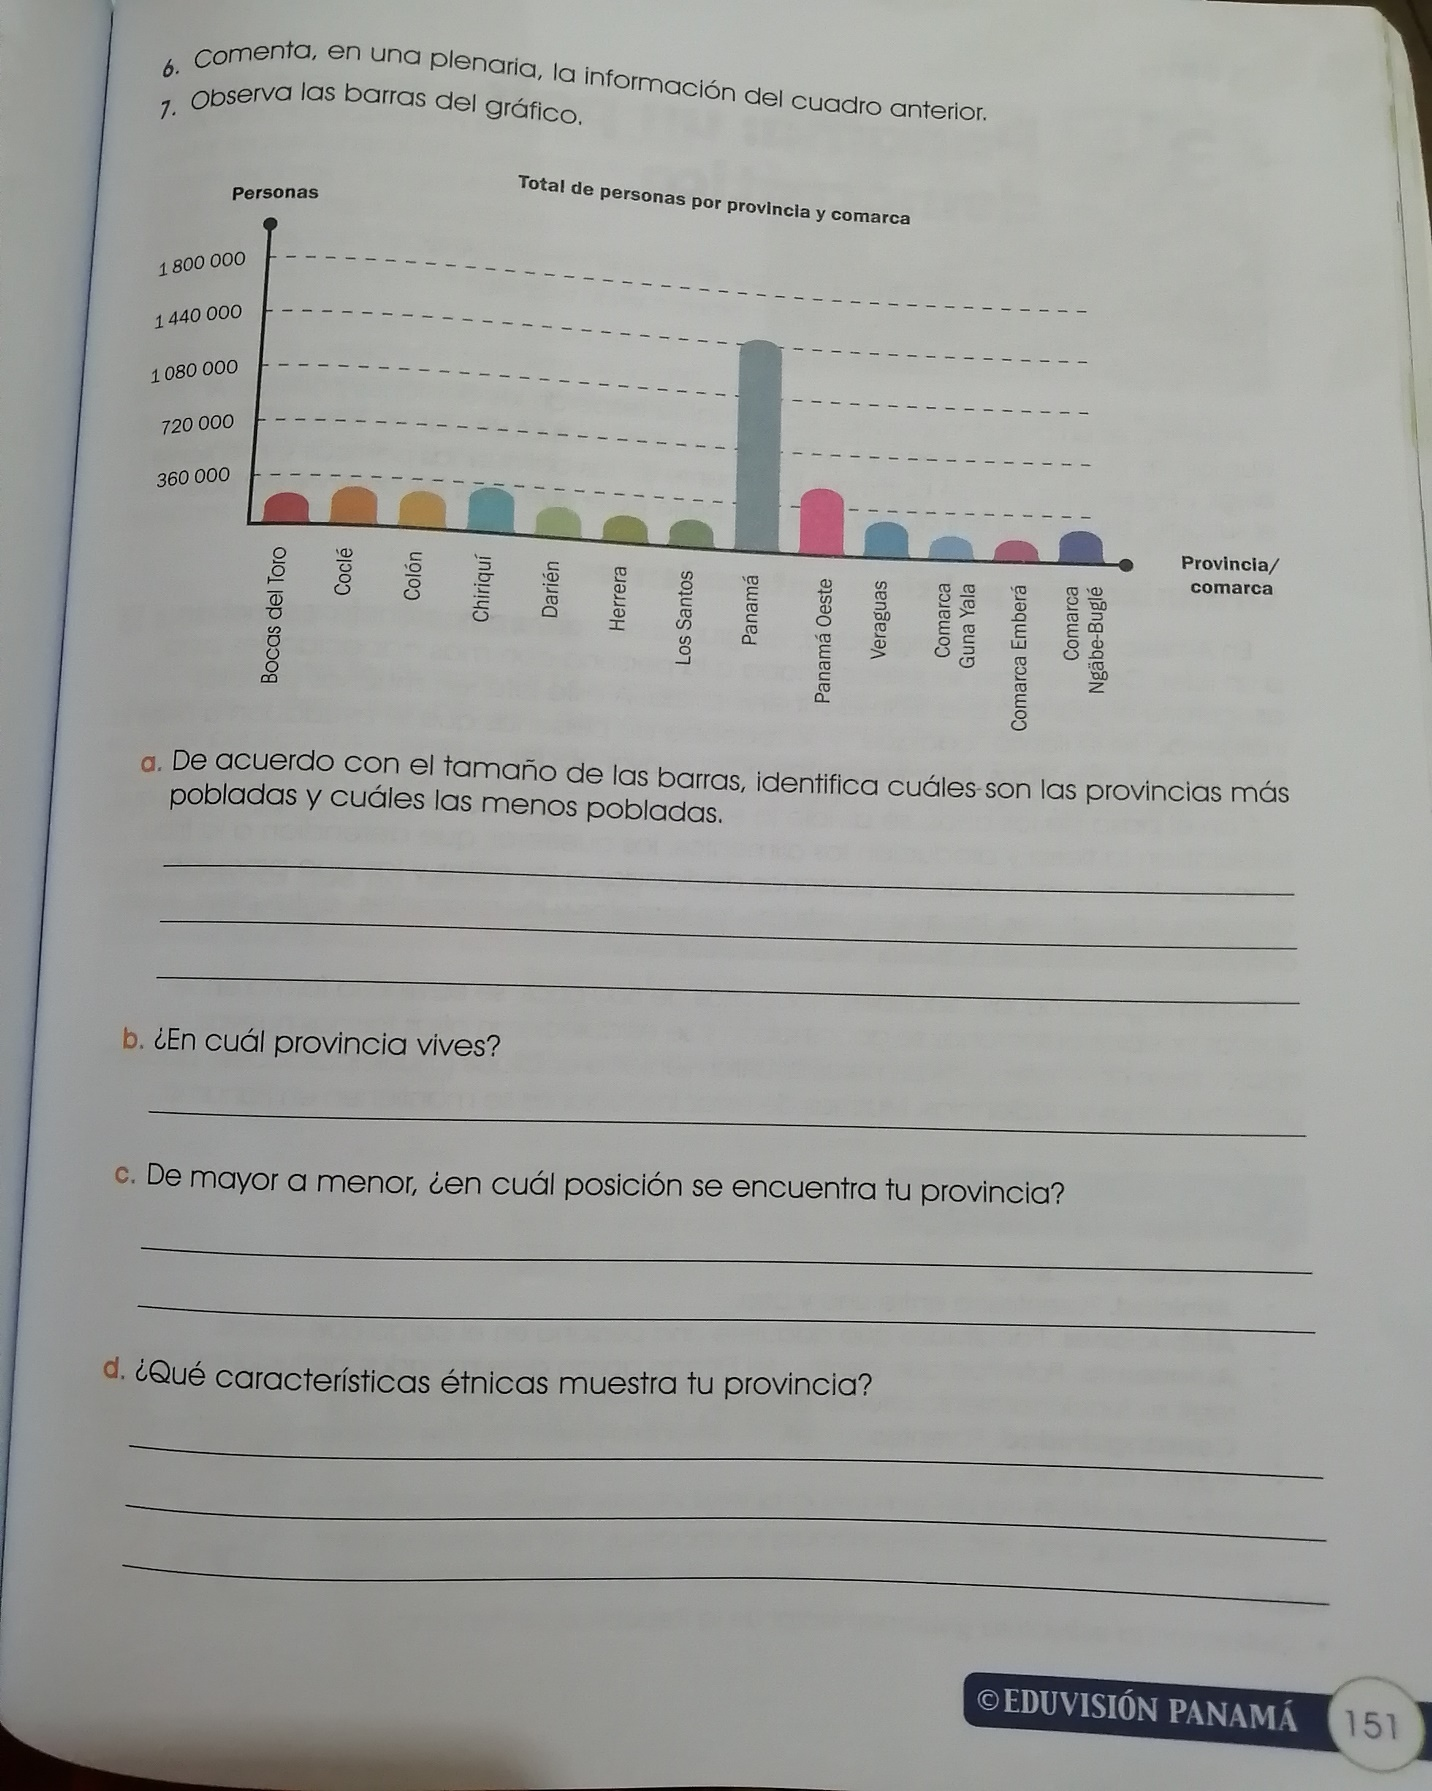 6. Comenta, en una plenaria, la información del cuadro anterior.
7. Observa las barras del gráfico.
Personas
Total de personas por provincia y comarca
1 800 000
1 440 000
1 080 000
720 000
360 000
Bocas del Toro
Coclé
Colón
Chiriquí
Darién
Herrera
Los Santos
Panamá
Panamá Oeste
Veraguas
Comarca
Guna Yala
Comarca Emberá
Comarca
Ngäbe-Buglé
Provincia/
comarca
a. De acuerdo con el tamaño de las barras, identifica cuáles son las provincias más
pobladas y cuáles las menos pobladas.
b. ¿En cuál provincia vives?
c. De mayor a menor, ¿en cuál posición se encuentra tu provincia?
d. ¿Qué características étnicas muestra tu provincia?
© EDUVISIÓN PANAMÁ
151